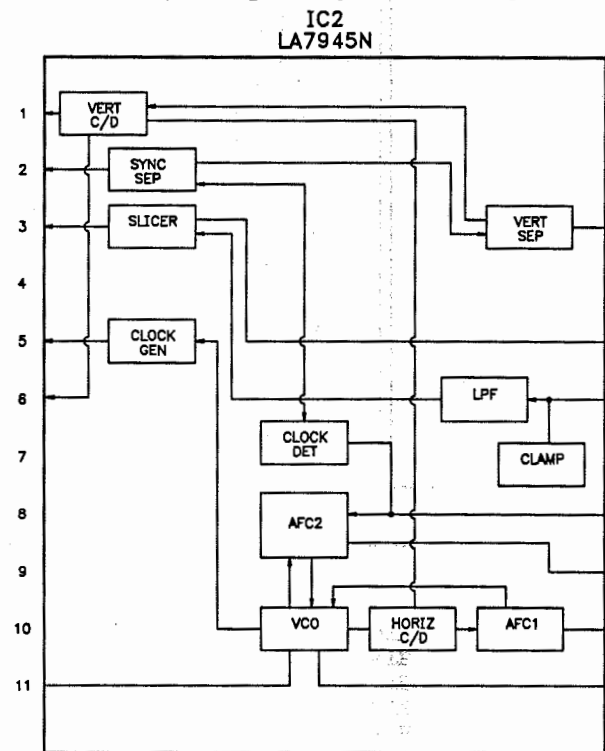 IC2
LA7945N
1
VERT
C/D
2
SYNC
SEP
3
SLICER
VERT
SEP
4
5
CLOCK
GEN
6
LPF
7
CLOCK
DET
CLAMP
8
AFC2
9
10
VCO
HORIZ
C/D
AFC1
11